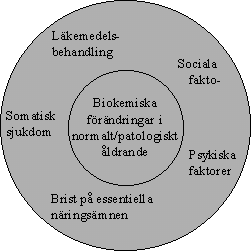 Läkemedels-
behandling
Sociala
fakto-
Somatisk
sjukdom
Biokemiska
förändringar i
normalt/patologiskt
åldrande
Psykiska
faktorer
Brist på essentiella
näringsämnen